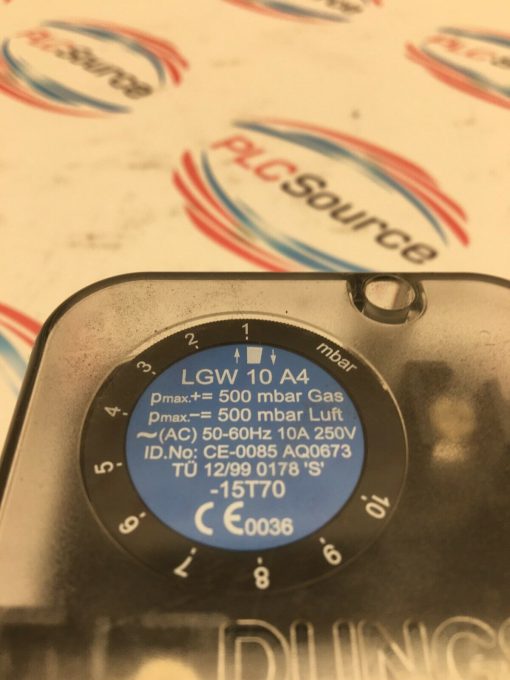 PLCSource
PLCSource
1
2
3
4
5
6
7
8
9
10
mbar
LGW 10 A4
pmax.+= 500 mbar Gas
pmax.-= 500 mbar Luft
~(AC) 50-60Hz 10A 250V
ID.No: CE-0085 AQ0673
TÜ 12/99 0178 'S'
-15T70
CE0036
DUNGS